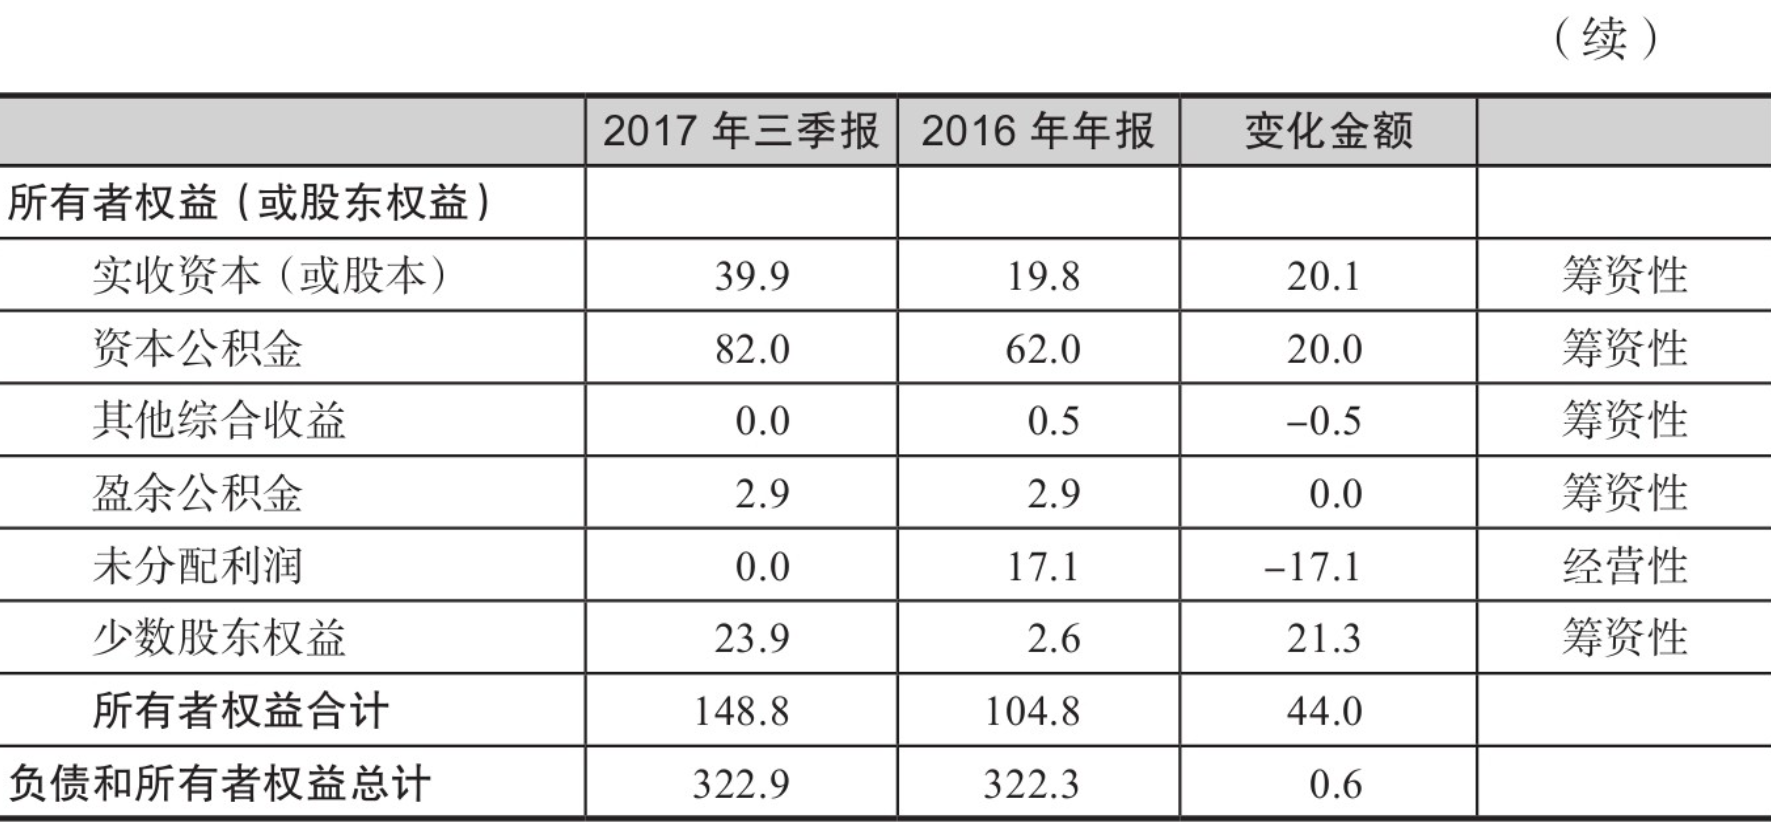 （续）
2017 年三季报 2016 年年报 变化金额
所有者权益（或股东权益）
实收资本（或股本） 39.9 19.8 20.1 筹资性
资本公积金 82.0 62.0 20.0 筹资性
其他综合收益 0.0 0.5 –0.5 筹资性
盈余公积金 2.9 2.9 0.0 筹资性
未分配利润 0.0 17.1 –17.1 经营性
少数股东权益 23.9 2.6 21.3 筹资性
所有者权益合计 148.8 104.8 44.0
负债和所有者权益总计 322.9 322.3 0.6